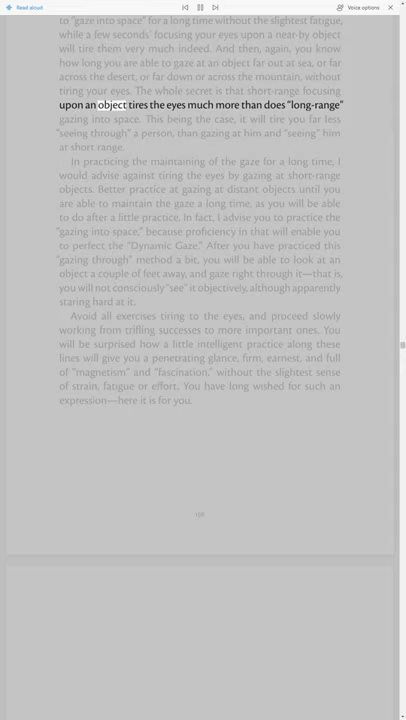 Read aloud
Voice options
to "gaze into space" for a long time without the slightest fatigue,
while a few seconds' focusing your eyes upon a near-by object
will tire them very much indeed. And then, again, you know
how long you are able to gaze at an object far out at sea, or far
across the desert, or far down or across the mountain, without
tiring your eyes. The whole secret is that short-range focusing
upon an object tires the eyes much more than does "long-range"
gazing into space. This being the case, it will tire you far less
"seeing through" a person, than gazing at him and "seeing" him
at short range.
In practicing the maintaining of the gaze for a long time, I
would advise against tiring the eyes by gazing at short-range
objects. Better practice at gazing at distant objects until you
are able to maintain the gaze a long time, as you will be able
to do after a little practice. In fact, I advise you to practice the
"gazing into space," because proficiency in that will enable you
to perfect the "Dynamic Gaze." After you have practiced this
"gazing through" method a bit, you will be able to look at an
object a couple of feet away, and gaze right through it—that is,
you will not consciously "see" it objectively, although apparently
staring hard at it.
Avoid all exercises tiring to the eyes, and proceed slowly
working from trifling successes to more important ones. You
will be surprised how a little intelligent practice along these
lines will give you a penetrating glance, firm, earnest, and full
of "magnetism" and "fascination," without the slightest sense
of strain, fatigue or effort. You have long wished for such an
expression—here it is for you.